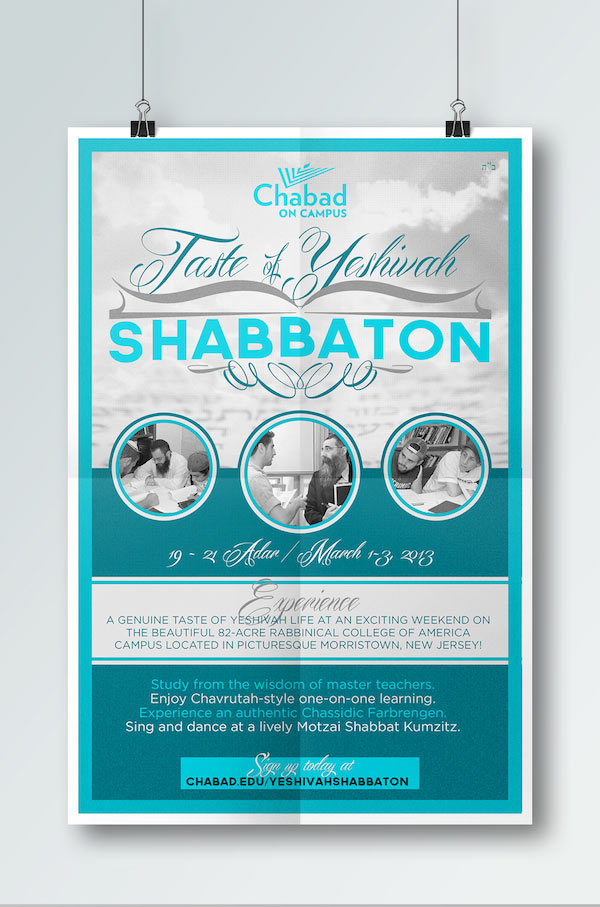 ב"ה
Chabad
ON CAMPUS
Taste of Yeshivah
SHABBATON
19 - 21 Adar / March 1-3, 2013
Experience
A GENUINE TASTE OF YESHIVAH LIFE AT AN EXCITING WEEKEND ON
THE BEAUTIFUL 82-ACRE RABBINICAL COLLEGE OF AMERICA
CAMPUS LOCATED IN PICTURESQUE MORRISTOWN, NEW JERSEY!
Study from the wisdom of master teachers.
Enjoy Chavrutah-style one-on-one learning.
Experience an authentic Chassidic Farbrengen.
Sing and dance at a lively Motzai Shabbat Kumzitz.
Sign up today at
CHABAD.EDU/YESHIVAHSHABBATON